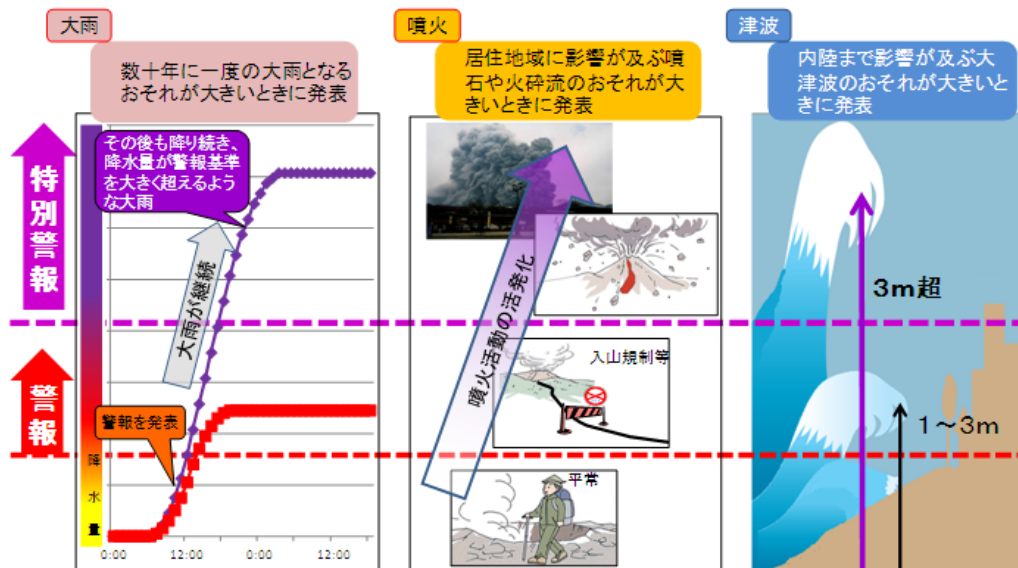 大雨
数十年に一度の大雨となる
おそれが大きいときに発表
噴火
居住地域に影響が及ぶ噴
石や火砕流のおそれが大
きいときに発表
津波
内陸まで影響が及ぶ大
津波のおそれが大きいと
きに発表
特別警報
警報
その後も降り続き、
降水量が警報基準
を大きく超えるよう
な大雨
大雨が継続
警報を発表
降水量
0:00
12:00
0:00
12:00
噴火活動の活発化
入山規制等
平常
3m超
1～3m